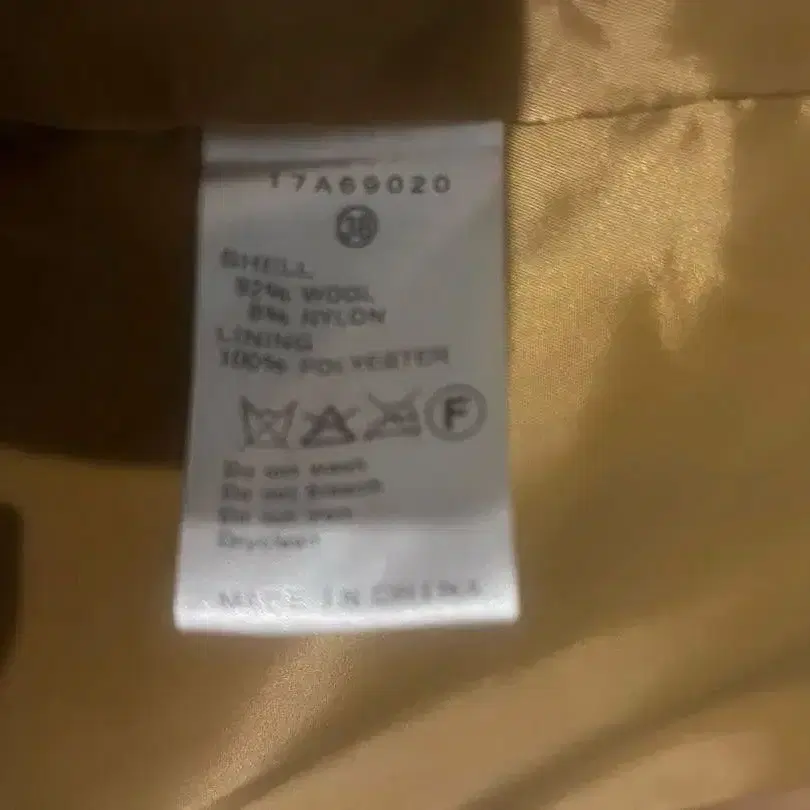 17A69020
38
SHELL
92% WOOL
8% NYLON
LINING
100% POLYESTER
F
Do not wash
Do not bleach
Do not iron
Dryclean
MADE IN CHINA